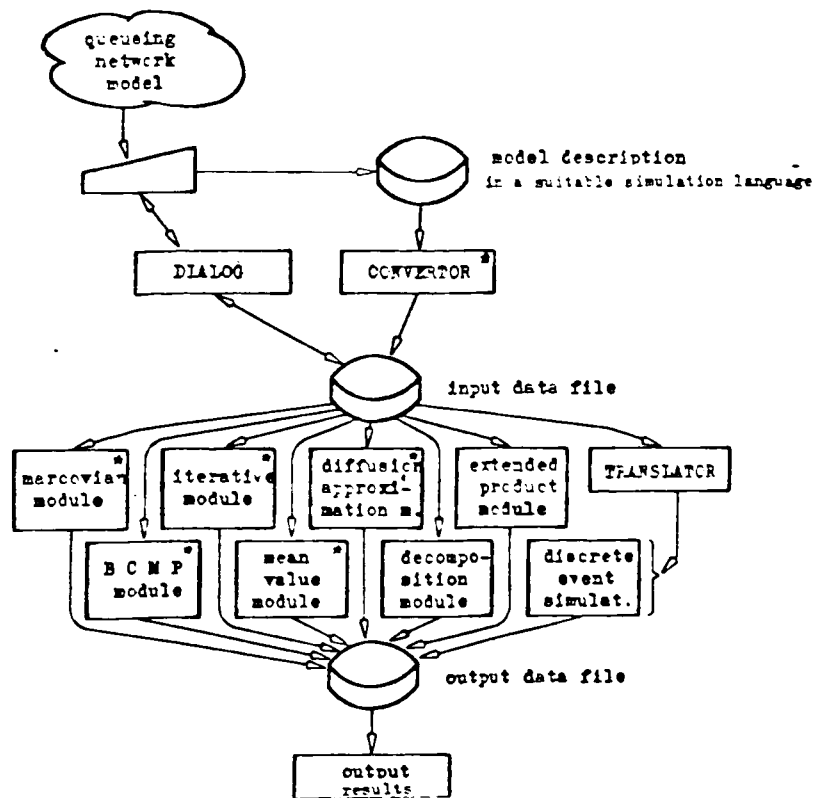 queueing
network
model
model description
in a suitable simulation language
DIALOG
CONVERTOR*
input data file
marcovian*
module
iterative*
module
diffusion*
approxi-
mation m.
extended
product
module
TRANSLATOR
B C M P*
module
mean*
value
module
decompo-
sition
module
discrete
event
simulat.
output data file
output
results